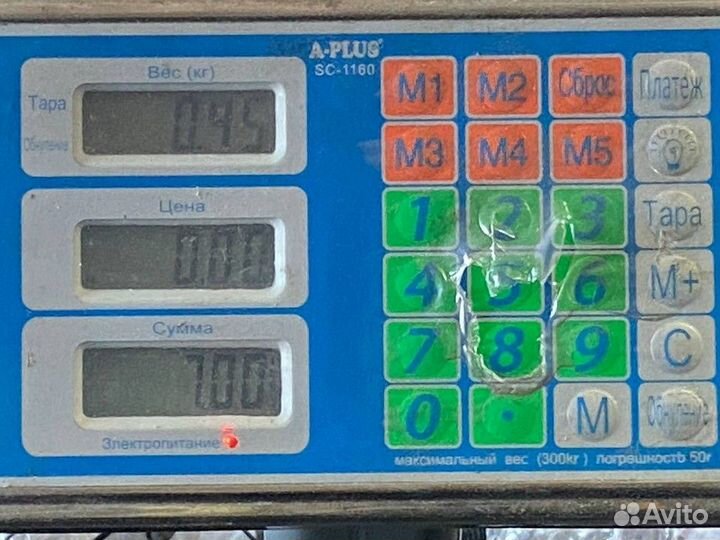 A-PLUS
SC-1160
Вес (кг)
Тара
Обнуление
0.45
Цена
0.00
Сумма
7.00
Электропитание
M1 M2 Сброс Платеж
M3 M4 M5
1 2 3 Тара
4 5 6 M+
7 8 9 C
0 . M Обнуление
максимальный вес (300kг) погрешность 50г
Avito